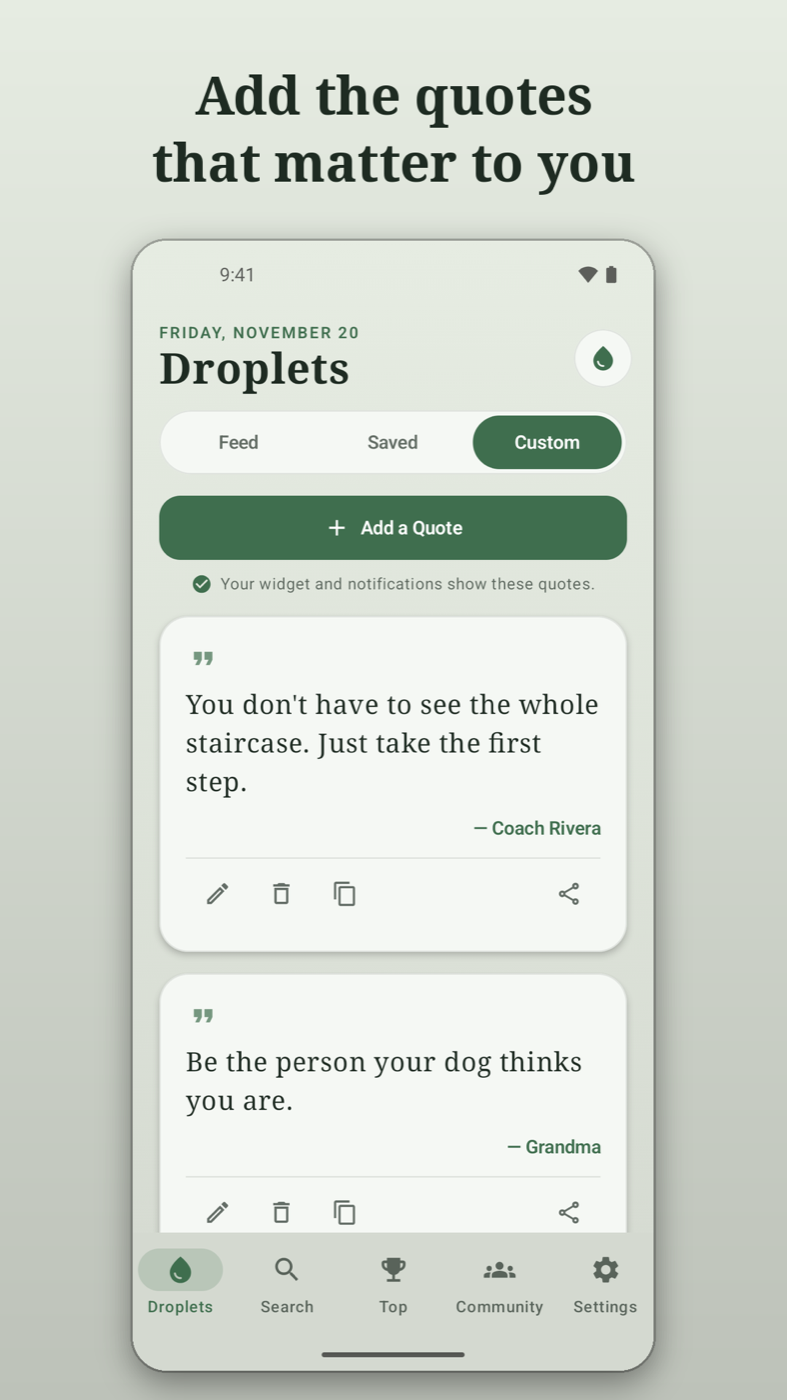 Add the quotes
that matter to you
9:41
FRIDAY, NOVEMBER 20
Droplets
Feed
Saved
Custom
+ Add a Quote
Your widget and notifications show these quotes.
You don't have to see the whole
staircase. Just take the first
step.
— Coach Rivera
Be the person your dog thinks
you are.
— Grandma
Droplets
Search
Top
Community
Settings